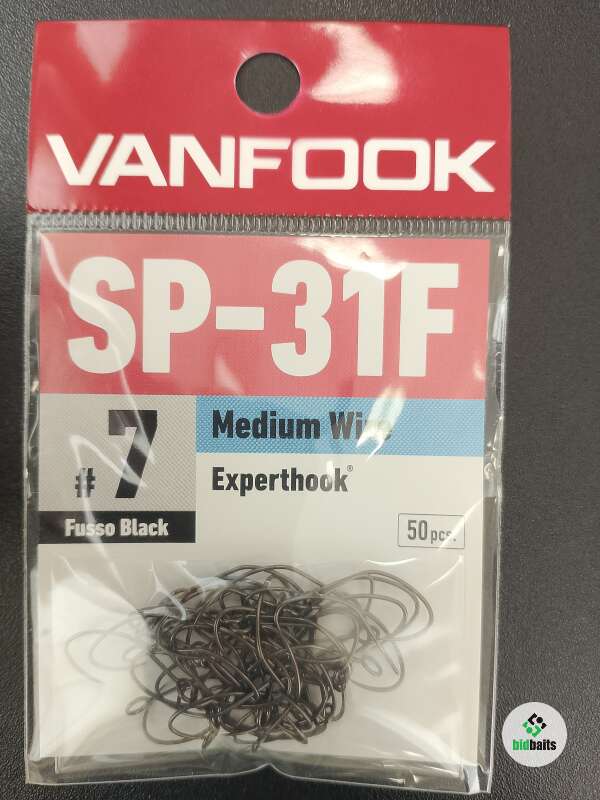 VANFOOK
SP-31F
#7
Medium Wire
Experthook®
Fusso Black
50 pcs.
bidbaits